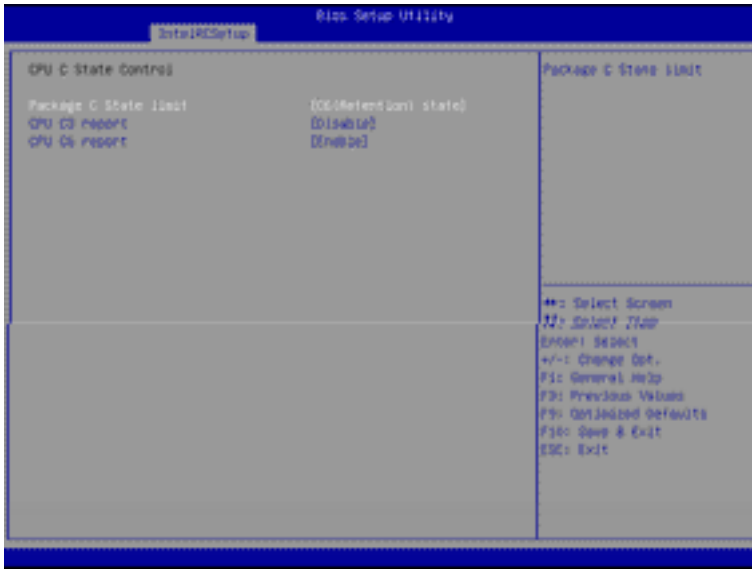 Bios Setup Utility
IntelRCSetup
CPU C State Control
Package C State limit
Package C State limit [C6(Retention) state]
CPU C3 report [Disable]
CPU C6 report [Enable]
: Select Screen
: Select Item
Enter: Select
+/-: Change Opt.
F1: General Help
F3: Previous Values
F9: Optimized Defaults
F10: Save & Exit
ESC: Exit